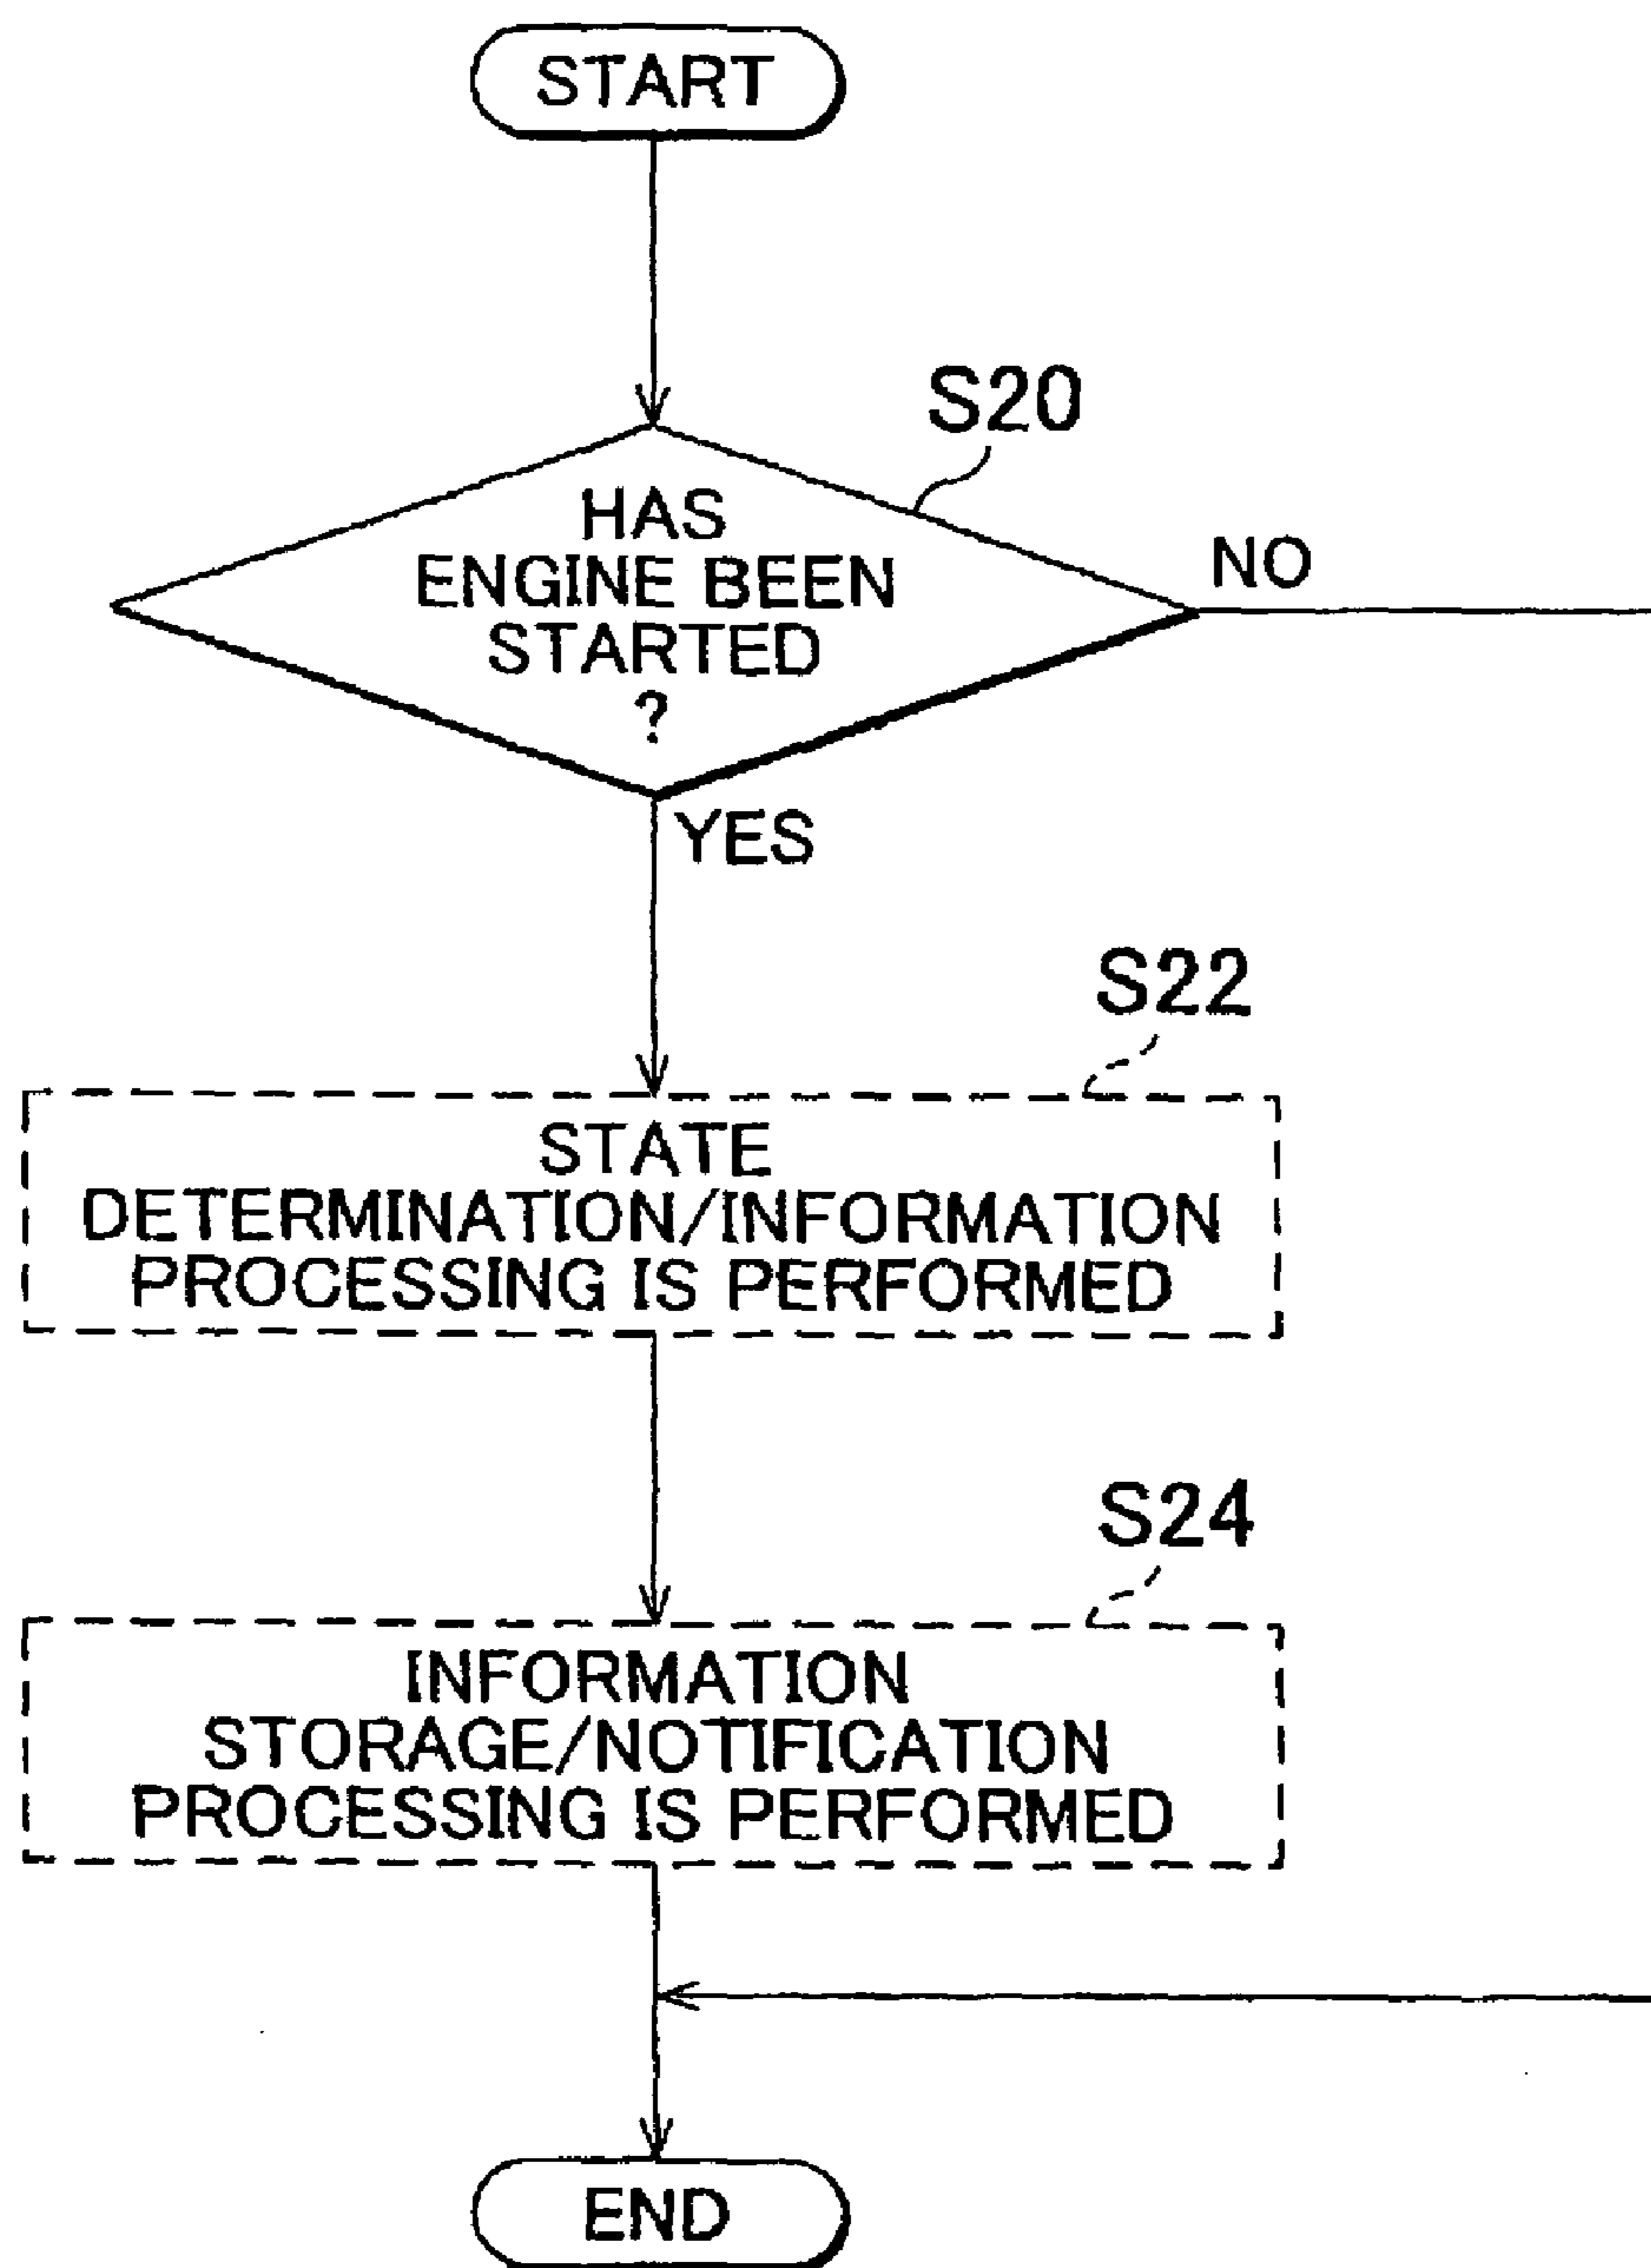 START
S20
HAS
ENGINE BEEN
STARTED
?
NO
YES
S22
STATE
DETERMINATION/INFORMATION
PROCESSING IS PERFORMED
S24
INFORMATION
STORAGE/NOTIFICATION
PROCESSING IS PERFORMED
END